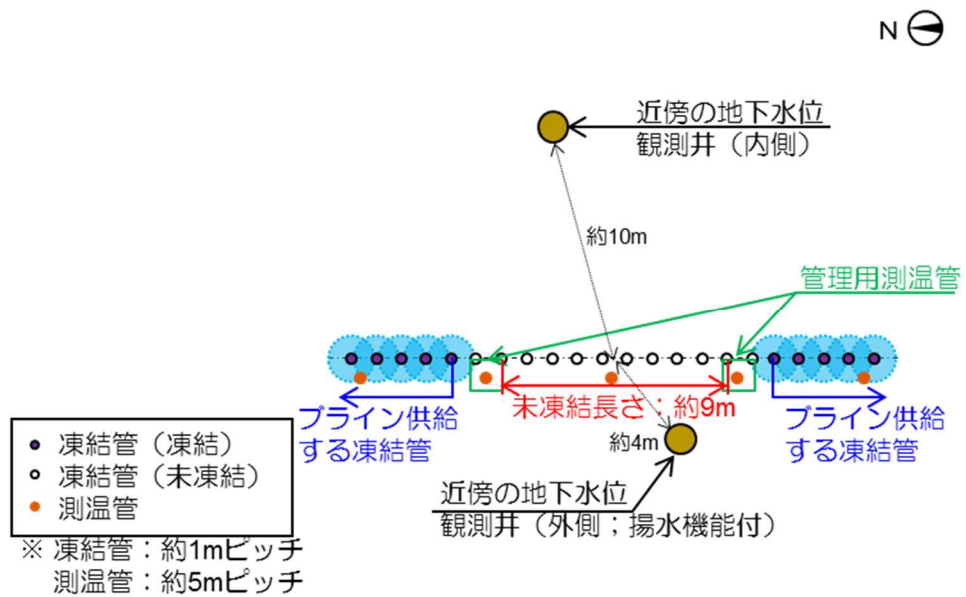 N
近傍の地下水位
観測井（内側）
約10m
管理用測温管
未凍結長さ：約9m
ブライン供給
する凍結管
ブライン供給
する凍結管
約4m
近傍の地下水位
観測井（外側；揚水機能付）
凍結管（凍結）
凍結管（未凍結）
測温管
※ 凍結管：約1mピッチ
測温管：約5mピッチ